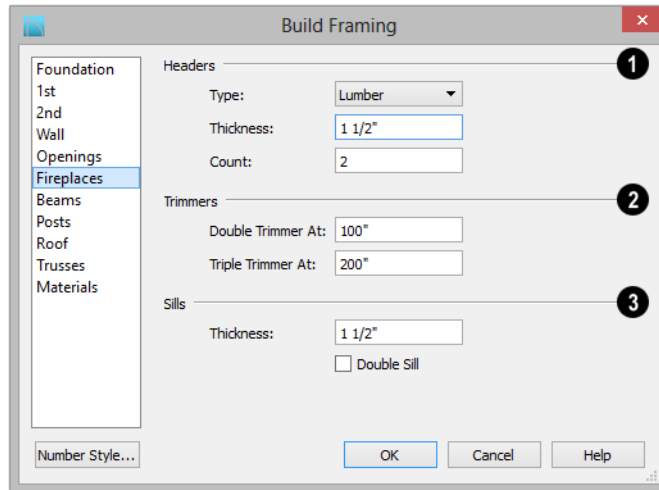 Build Framing
Foundation
1st
2nd
Wall
Openings
Fireplaces
Beams
Posts
Roof
Trusses
Materials
Headers
1
Type: Lumber
Thickness: 1 1/2"
Count: 2
Trimmers
2
Double Trimmer At: 100"
Triple Trimmer At: 200"
Sills
3
Thickness: 1 1/2"
Double Sill
Number Style... OK Cancel Help